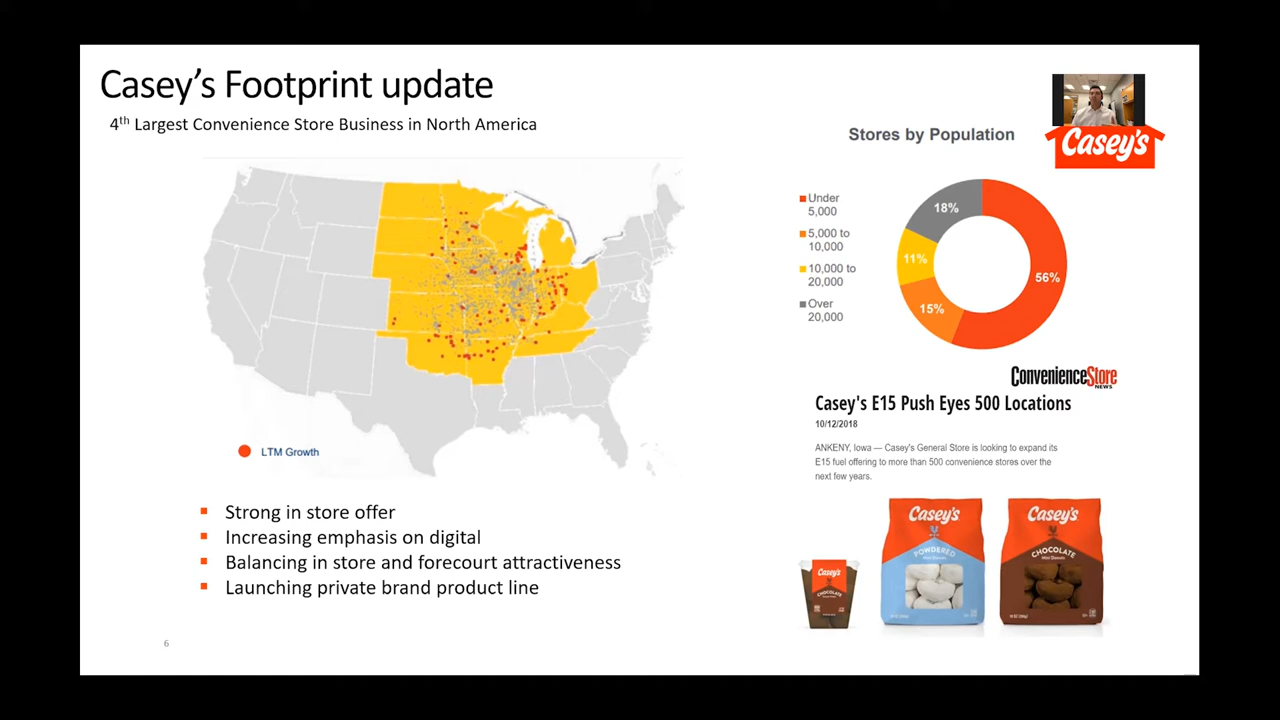 Casey's Footprint update
4th Largest Convenience Store Business in North America
Casey's
Stores by Population
Under
5,000
5,000 to
10,000
10,000 to
20,000
Over
20,000
18%
11%
15%
56%
LTM Growth
ConvenienceStore
NEWS
Casey's E15 Push Eyes 500 Locations
10/12/2018
ANKENY, Iowa — Casey's General Store is looking to expand its
E15 fuel offering to more than 500 convenience stores over the
next few years.
Strong in store offer
Increasing emphasis on digital
Balancing in store and forecourt attractiveness
Launching private brand product line
Casey's
CHOCOLATE
Casey's
POWDERED
Mini Donuts
Casey's
CHOCOLATE
Mini Donuts
6